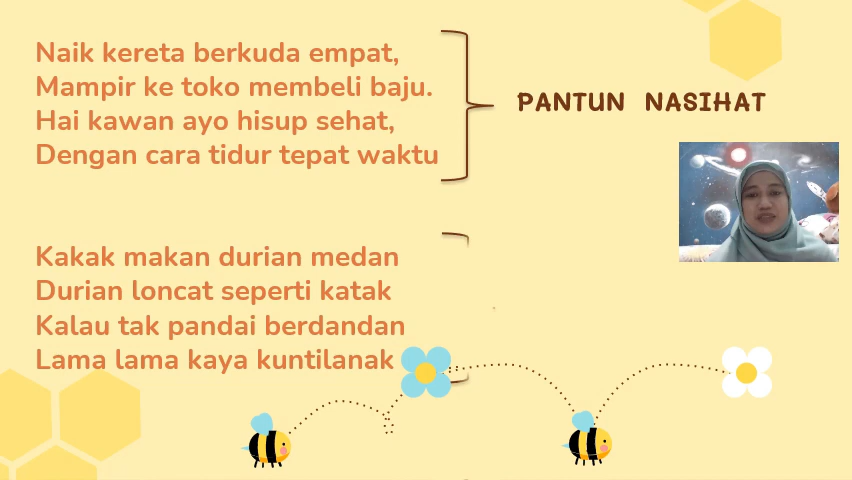 Naik kereta berkuda empat,
Mampir ke toko membeli baju.
Hai kawan ayo hisup sehat,
Dengan cara tidur tepat waktu
PANTUN NASIHAT
Kakak makan durian medan
Durian loncat seperti katak
Kalau tak pandai berdandan
Lama lama kaya kuntilanak